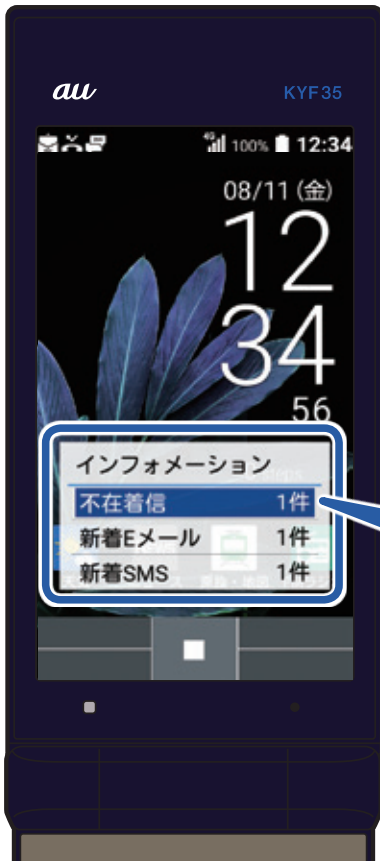 au KYF35
4G 100% 12:34
08/11 (金)
12
34
56
インフォメーション
不在着信 1件
新着Eメール 1件
新着SMS 1件